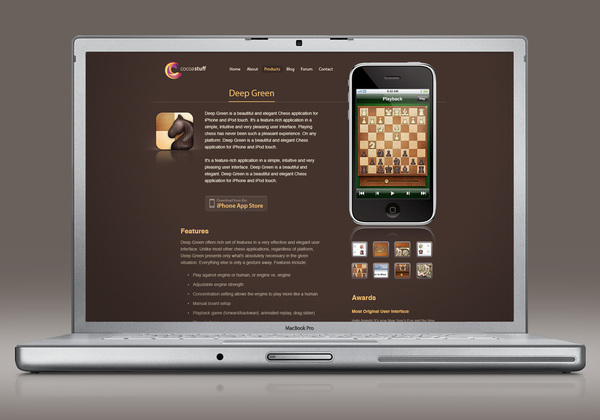 cocoastuff
Home About Products Blog Forum Contact
Deep Green
Deep Green is a beautiful and elegant Chess application for
iPhone and iPod touch. It's a feature-rich application in a
simple, intuitive and very pleasing user interface. Playing
chess has never been such a pleasant experience. On any
platform. Deep Green is a beautiful and elegant Chess
application for iPhone and iPod touch.
It's a feature-rich application in a simple, intuitive and very
pleasing user interface. Deep Green is a beautiful and
elegant. Deep Green is a beautiful and elegant Chess
application for iPhone and iPod touch.
Download from the
iPhone App Store
Playback
Features
Deep Green offers rich set of features in a very effective and elegant user
interface. Unlike most other chess applications, regardless of platform,
Deep Green presents only what's absolutely necessary in the given
situation. Everything else is only a gesture away. Features include:
• Play against engine or human, or engine vs. engine
• Adjustable engine strength
• Concentration setting allows the engine to play more like a human
• Manual board setup
• Playback game (forward/backward, animated replay, drag slider)
Awards
Most Original User Interface
MacBook Pro